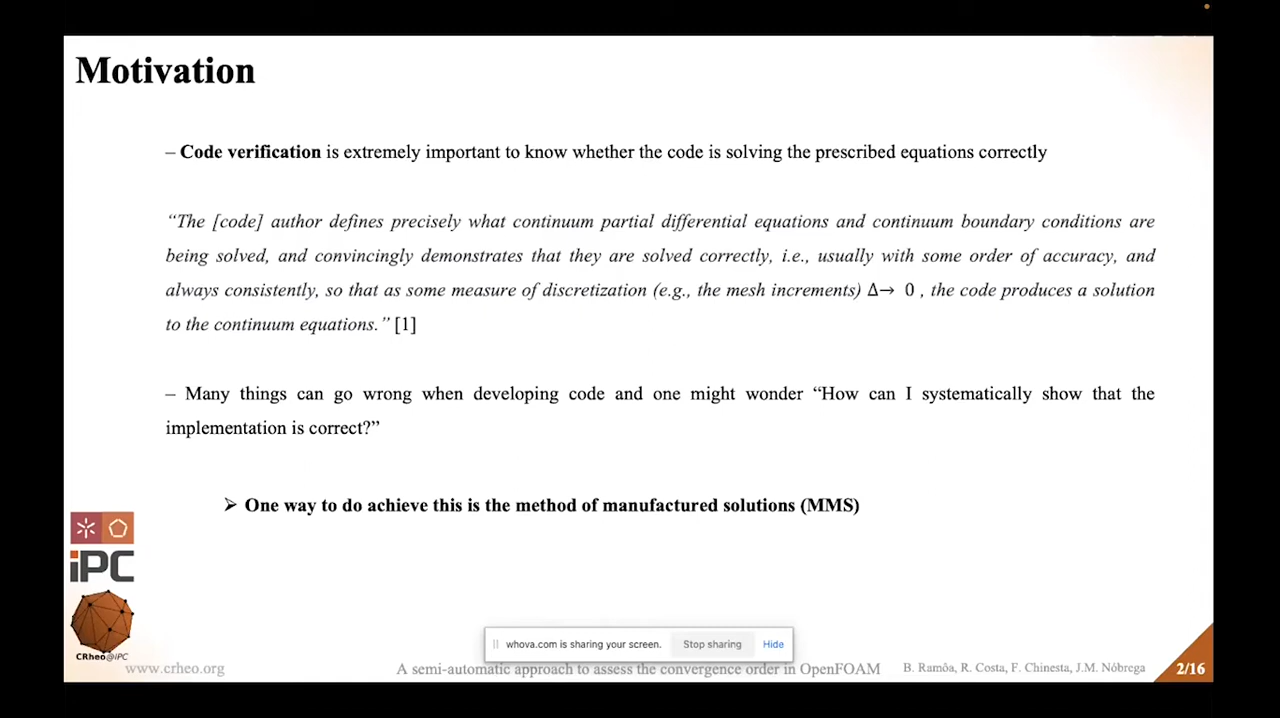 Motivation
– Code verification is extremely important to know whether the code is solving the prescribed equations correctly
“The [code] author defines precisely what continuum partial differential equations and continuum boundary conditions are
being solved, and convincingly demonstrates that they are solved correctly, i.e., usually with some order of accuracy, and
always consistently, so that as some measure of discretization (e.g., the mesh increments) Δ→ 0 , the code produces a solution
to the continuum equations.” [1]
– Many things can go wrong when developing code and one might wonder “How can I systematically show that the
implementation is correct?”
➢ One way to do achieve this is the method of manufactured solutions (MMS)
iPC
CRheo@iPC
whova.com is sharing your screen. Stop sharing Hide
www.crheo.org A semi-automatic approach to assess the convergence order in OpenFOAM B. Ramôa, R. Costa, F. Chinesta, J.M. Nóbrega 2/16